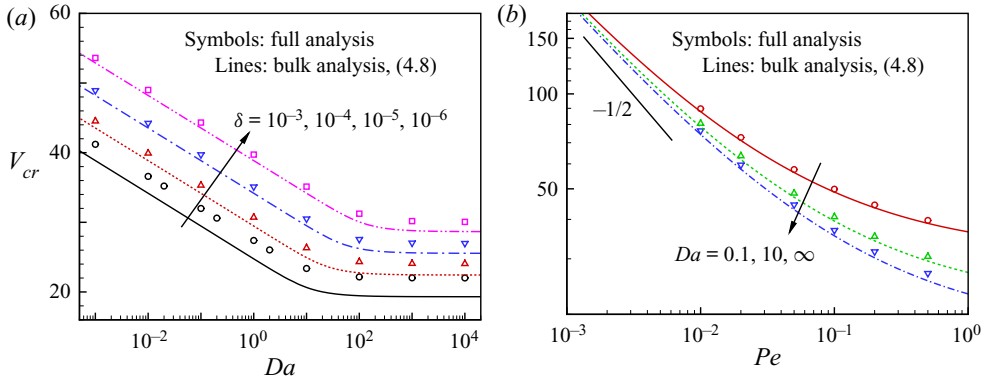 (a)
60
40
20
V_cr
Symbols: full analysis
Lines: bulk analysis, (4.8)
δ = 10⁻³, 10⁻⁴, 10⁻⁵, 10⁻⁶
10⁻² 10⁰ 10² 10⁴
Da
(b)
150
100
50
Symbols: full analysis
Lines: bulk analysis, (4.8)
–1/2
Da = 0.1, 10, ∞
10⁻³ 10⁻² 10⁻¹ 10⁰
Pe